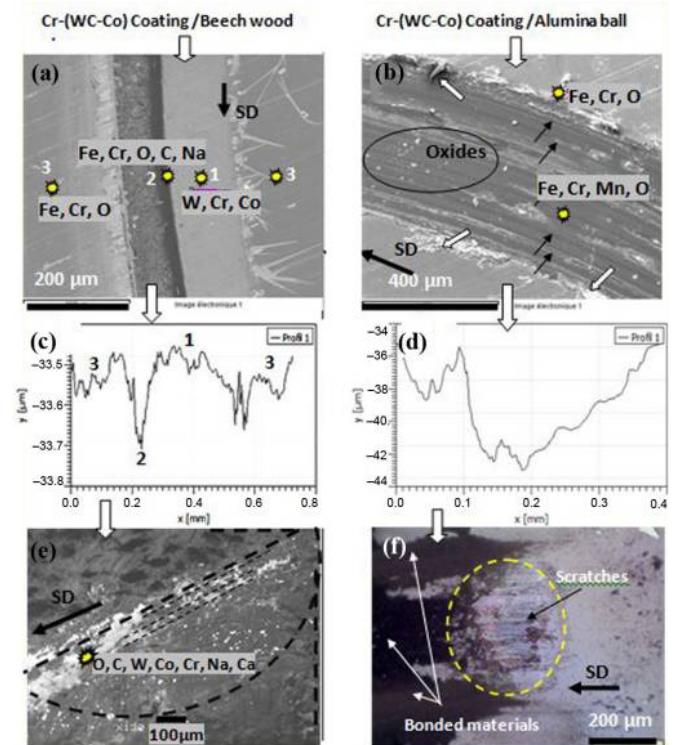 Cr-(WC-Co) Coating /Beech wood
Cr-(WC-Co) Coating/Alumina ball
(a)
SD
Fe, Cr, O, C, Na
3
2
1
3
Fe, Cr, O
W, Cr, Co
200 µm
Image électronique 1
(b)
Fe, Cr, O
Oxides
Fe, Cr, Mn, O
SD
400 µm
Image électronique 1
(c)
Profil 1
1
3
3
2
y [µm]
-33.5
-33.6
-33.7
-33.8
0.0 0.2 0.4 0.6 0.8
x [mm]
(d)
Profil 1
y [µm]
-34
-36
-38
-40
-42
-44
0.0 0.1 0.2 0.3 0.4
x [mm]
(e)
SD
O, C, W, Co, Cr, Na, Ca
100µm
(f)
Scratches
SD
Bonded materials
200 µm